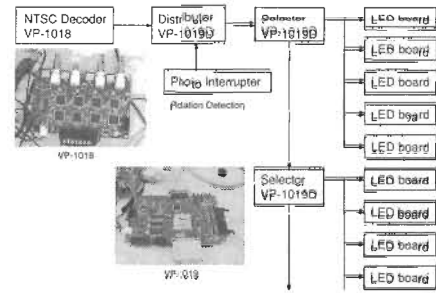 NTSC Decoder
VP-1018
VP-1019D
Selector
VP-1019D
LED board
LED board
LED board
LED board
LED board
Photo Interrupter
Rotation Detection
VP-1018
Selector
VP-1019D
LED board
LED board
LED board
LED board